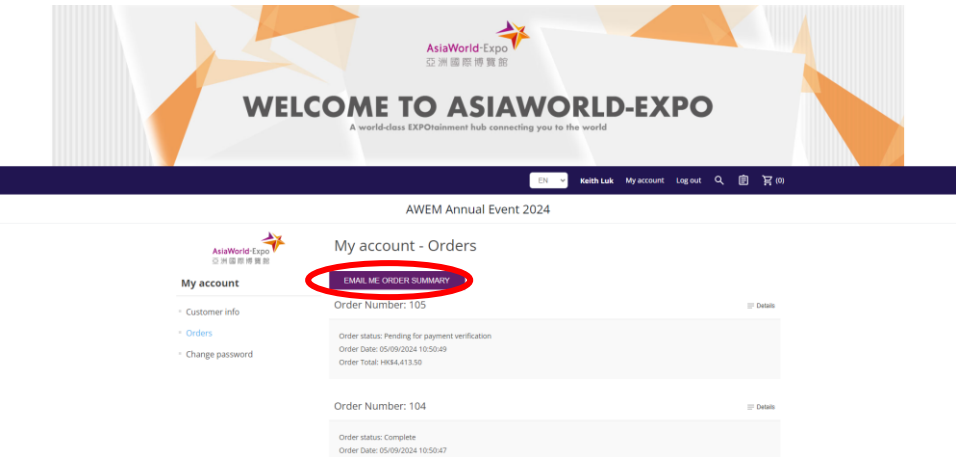 AsiaWorld-Expo
亞洲國際博覽館
WELCOME TO ASIAWORLD-EXPO
A world-class EXPOtainment hub connecting you to the world
EN Keith Luk My account Log out (0)
AWEM Annual Event 2024
AsiaWorld-Expo
亞洲國際博覽館
My account
Customer info
Orders
Change password
My account - Orders
EMAIL ME ORDER SUMMARY
Order Number: 105 Details
Order status: Pending for payment verification
Order Date: 05/09/2024 10:50:49
Order Total: HK$4,413.50
Order Number: 104 Details
Order status: Complete
Order Date: 05/09/2024 10:50:47